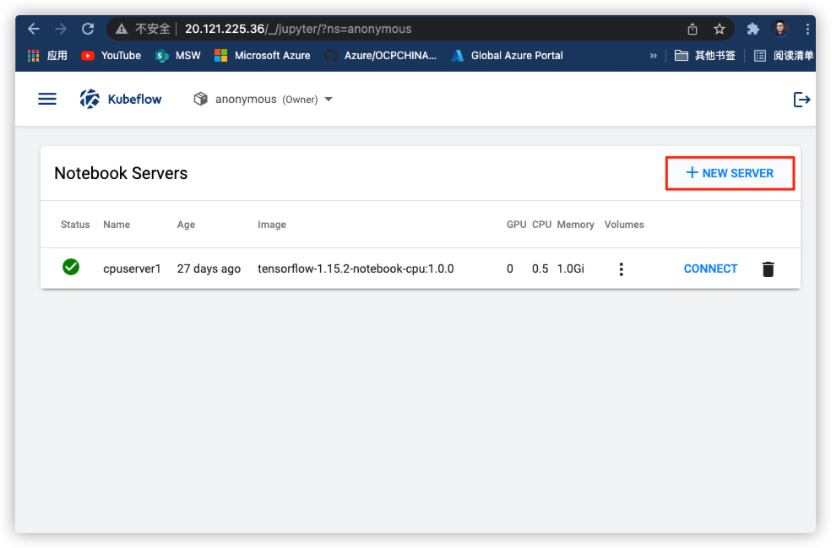 不安全 | 20.121.225.36/_/jupyter/?ns=anonymous
应用 YouTube MSW Microsoft Azure Azure/OCPCHINA... Global Azure Portal » 其他书签 阅读清单
Kubeflow anonymous (Owner)
Notebook Servers + NEW SERVER
Status Name Age Image GPU CPU Memory Volumes
cpuserver1 27 days ago tensorflow-1.15.2-notebook-cpu:1.0.0 0 0.5 1.0Gi CONNECT